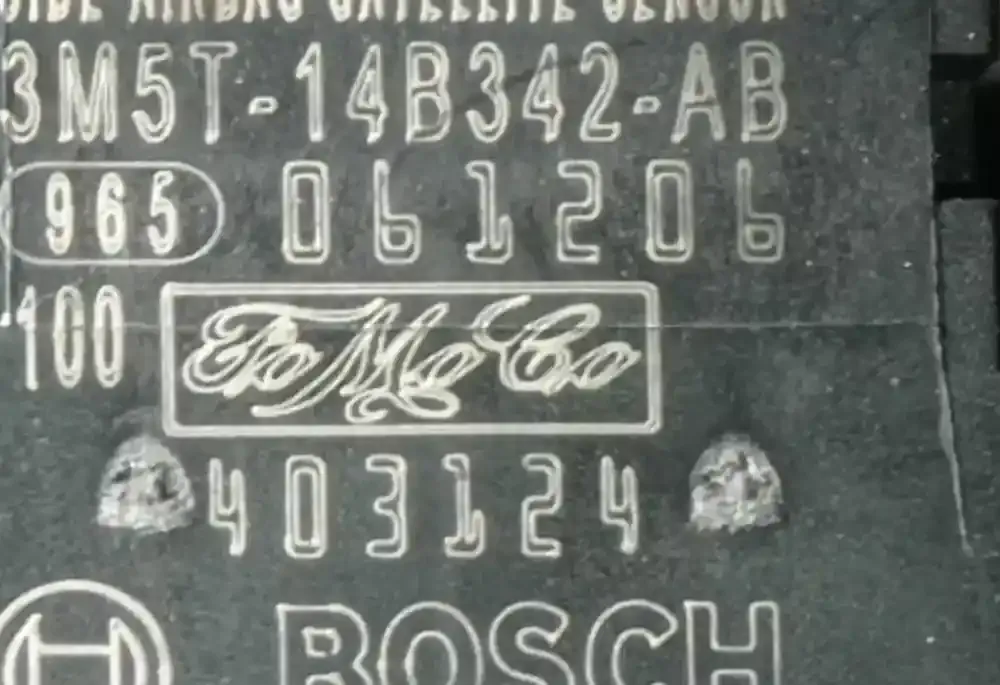 SIDE AIRBAG SATELLITE SENSOR
3M5T-14B342-AB
965 061206
100 FoMoCo
403124
BOSCH